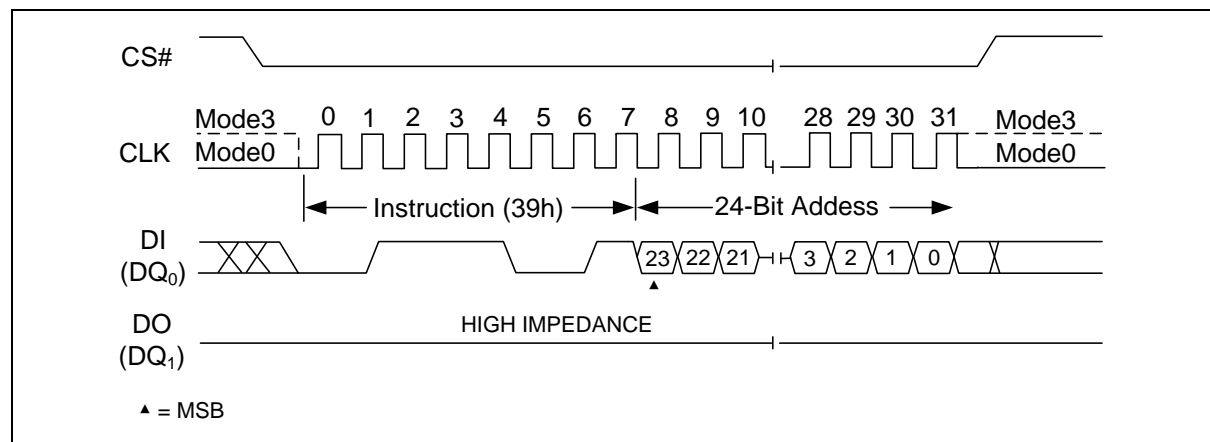 CS#
0 1 2 3 4 5 6 7 8 9 10 28 29 30 31
Mode3 Mode3
CLK
Mode0 Mode0
Instruction (39h) 24-Bit Addess
DI
(DQ0)
23 22 21 3 2 1 0
DO
(DQ1)
HIGH IMPEDANCE
▲ = MSB